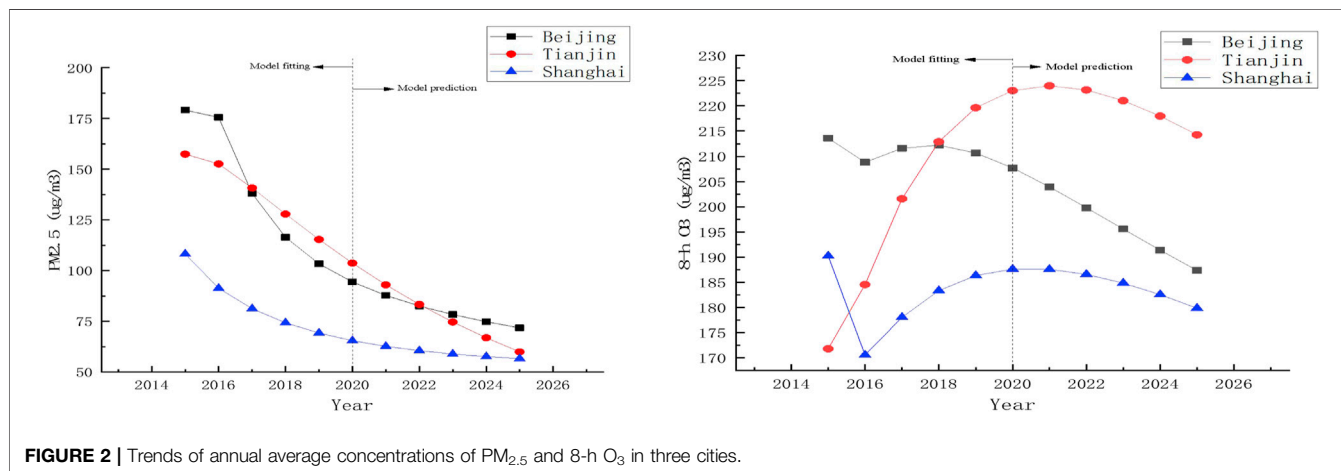 Beijing
Tianjin
Shanghai
Model fitting
Model prediction
PM2.5 (ug/m3)
200
175
150
125
100
75
50
2014 2016 2018 2020 2022 2024 2026
Year
Beijing
Tianjin
Shanghai
Model fitting
Model prediction
8-h O3 (ug/m3)
230
225
220
215
210
205
200
195
190
185
180
175
170
2014 2016 2018 2020 2022 2024 2026
Year
FIGURE 2 | Trends of annual average concentrations of PM2.5 and 8-h O3 in three cities.